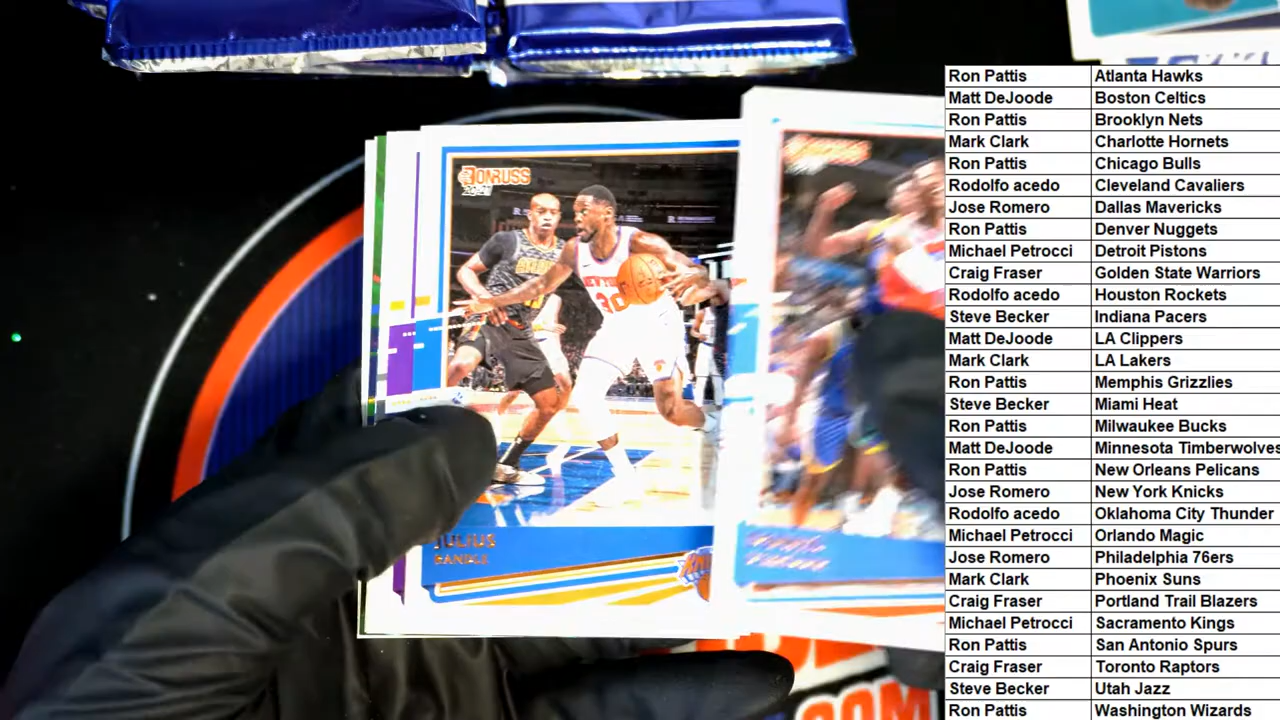 DONRUSS
NEW YORK
30
JULIUS
RANDLE
.COM
Ron Pattis Atlanta Hawks
Matt DeJoode Boston Celtics
Ron Pattis Brooklyn Nets
Mark Clark Charlotte Hornets
Ron Pattis Chicago Bulls
Rodolfo acedo Cleveland Cavaliers
Jose Romero Dallas Mavericks
Ron Pattis Denver Nuggets
Michael Petrocci Detroit Pistons
Craig Fraser Golden State Warriors
Rodolfo acedo Houston Rockets
Steve Becker Indiana Pacers
Matt DeJoode LA Clippers
Mark Clark LA Lakers
Ron Pattis Memphis Grizzlies
Steve Becker Miami Heat
Ron Pattis Milwaukee Bucks
Matt DeJoode Minnesota Timberwolves
Ron Pattis New Orleans Pelicans
Jose Romero New York Knicks
Rodolfo acedo Oklahoma City Thunder
Michael Petrocci Orlando Magic
Jose Romero Philadelphia 76ers
Mark Clark Phoenix Suns
Craig Fraser Portland Trail Blazers
Michael Petrocci Sacramento Kings
Ron Pattis San Antonio Spurs
Craig Fraser Toronto Raptors
Steve Becker Utah Jazz
Ron Pattis Washington Wizards